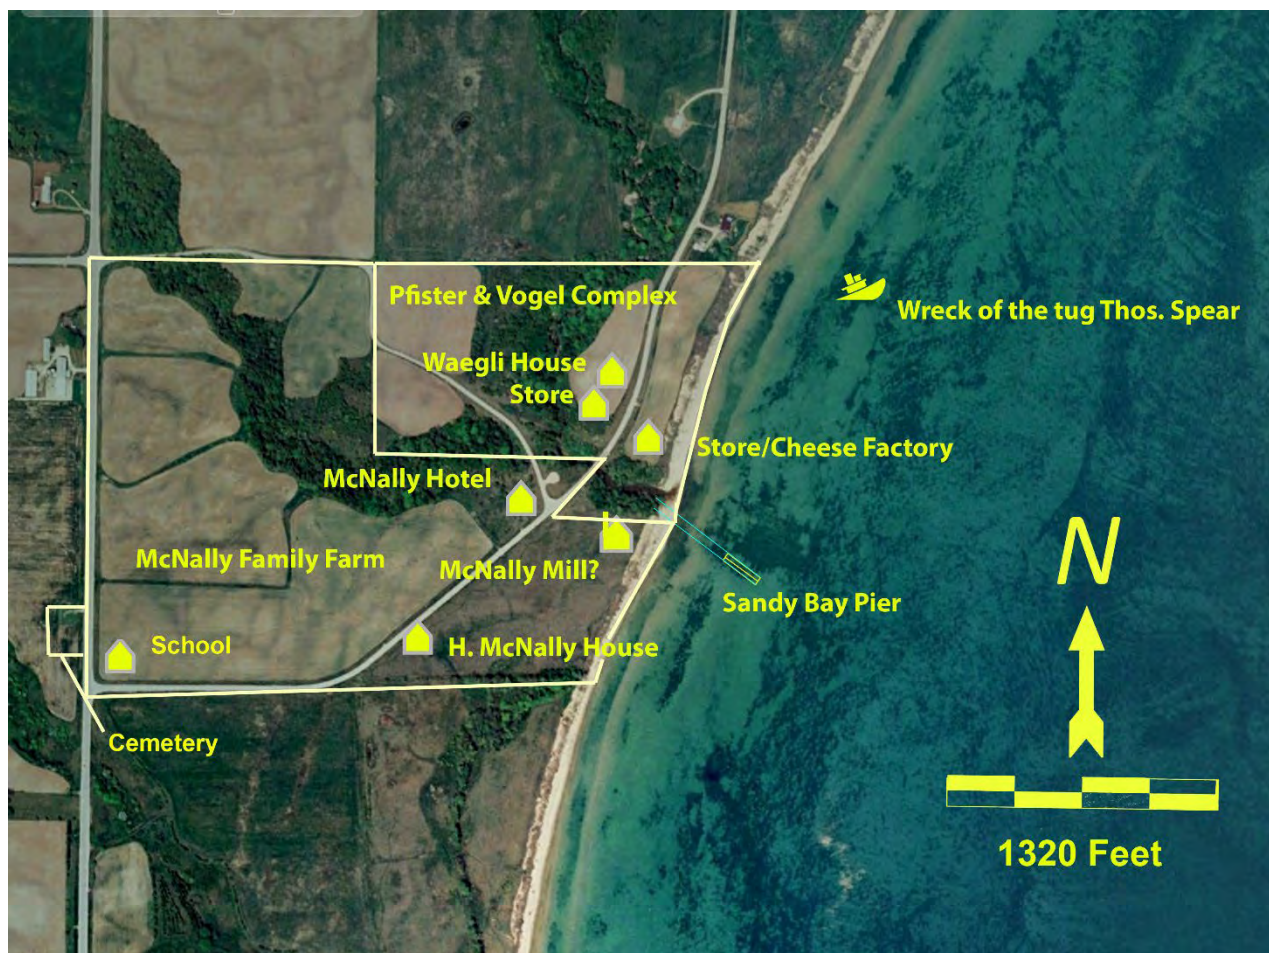 Pfister & Vogel Complex
Wreck of the tug Thos. Spear
Waegli House
Store
Store/Cheese Factory
McNally Hotel
N
McNally Family Farm
McNally Mill?
Sandy Bay Pier
School
H. McNally House
Cemetery
1320 Feet